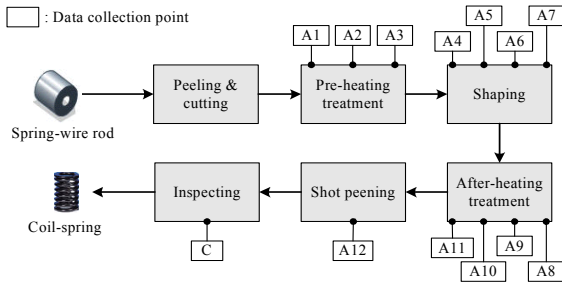 : Data collection point
A5
A7
A1
A2
A3
A4
A6
Peeling &
cutting
Pre-heating
treatment
Shaping
Spring-wire rod
Inspecting
Shot peening
After-heating
treatment
Coil-spring
C
A12
A11
A9
A10
A8